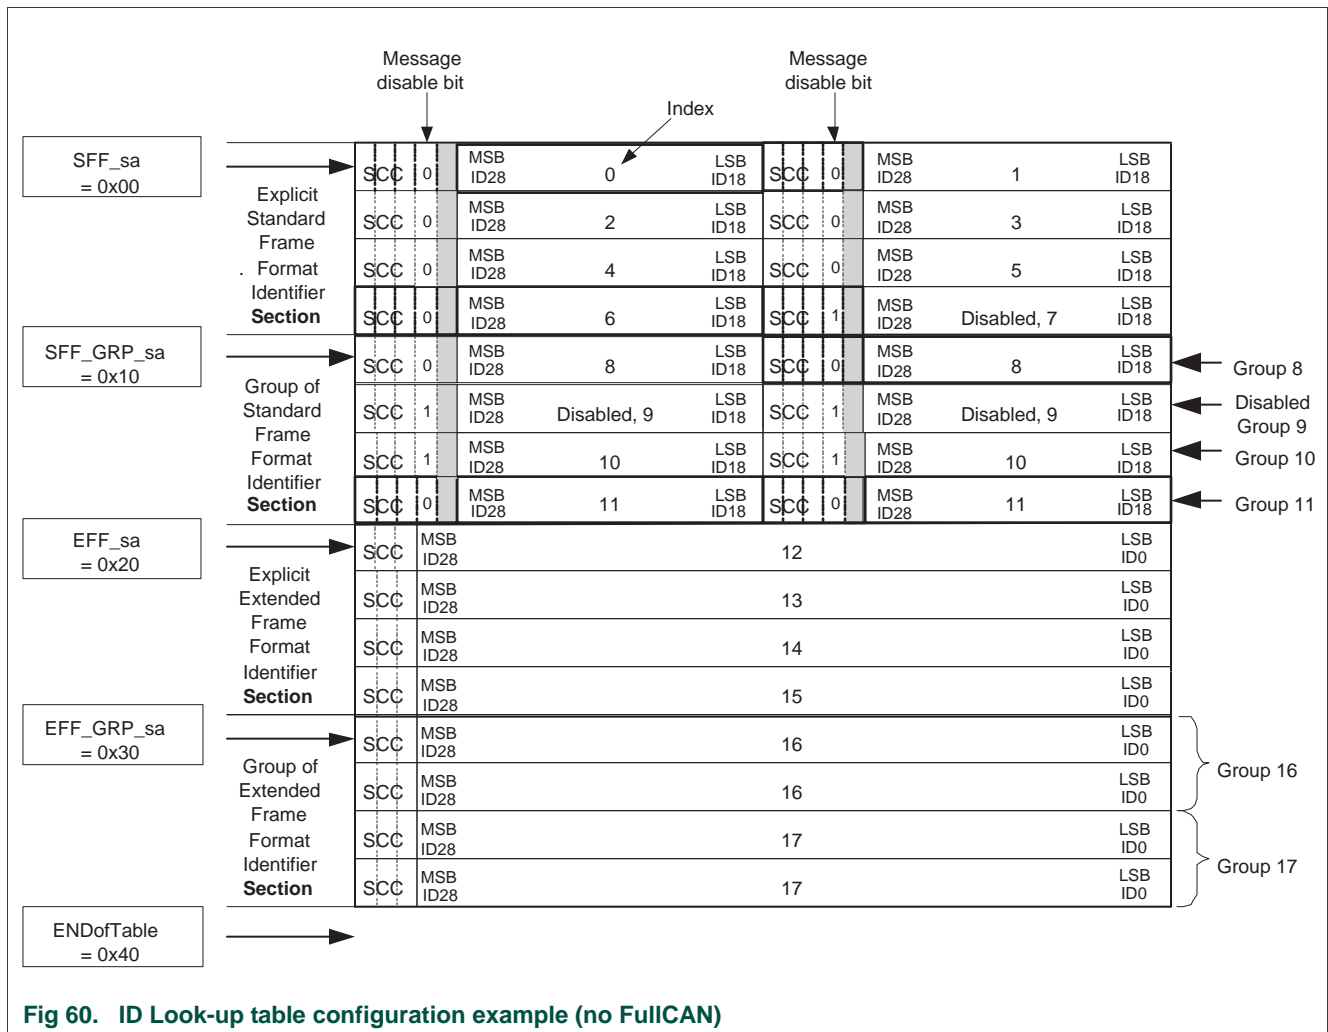 Message
disable bit
Message
disable bit
Index
SFF_sa
= 0x00
Explicit
Standard
Frame
. Format
Identifier
Section
SCC 0 MSB ID28 0 LSB ID18 SCC 0 MSB ID28 1 LSB ID18
SCC 0 MSB ID28 2 LSB ID18 SCC 0 MSB ID28 3 LSB ID18
SCC 0 MSB ID28 4 LSB ID18 SCC 0 MSB ID28 5 LSB ID18
SCC 0 MSB ID28 6 LSB ID18 SCC 1 MSB ID28 Disabled, 7 LSB ID18
SFF_GRP_sa
= 0x10
Group of
Standard
Frame
Format
Identifier
Section
SCC 0 MSB ID28 8 LSB ID18 SCC 0 MSB ID28 8 LSB ID18 Group 8
SCC 1 MSB ID28 Disabled, 9 LSB ID18 SCC 1 MSB ID28 Disabled, 9 LSB ID18 Disabled
Group 9
SCC 1 MSB ID28 10 LSB ID18 SCC 1 MSB ID28 10 LSB ID18 Group 10
SCC 0 MSB ID28 11 LSB ID18 SCC 0 MSB ID28 11 LSB ID18 Group 11
EFF_sa
= 0x20
Explicit
Extended
Frame
Format
Identifier
Section
SCC MSB ID28 12 LSB ID0
SCC MSB ID28 13 LSB ID0
SCC MSB ID28 14 LSB ID0
SCC MSB ID28 15 LSB ID0
EFF_GRP_sa
= 0x30
Group of
Extended
Frame
Format
Identifier
Section
SCC MSB ID28 16 LSB ID0
SCC MSB ID28 16 LSB ID0
Group 16
SCC MSB ID28 17 LSB ID0
SCC MSB ID28 17 LSB ID0
Group 17
ENDofTable
= 0x40
Fig 60. ID Look-up table configuration example (no FullCAN)